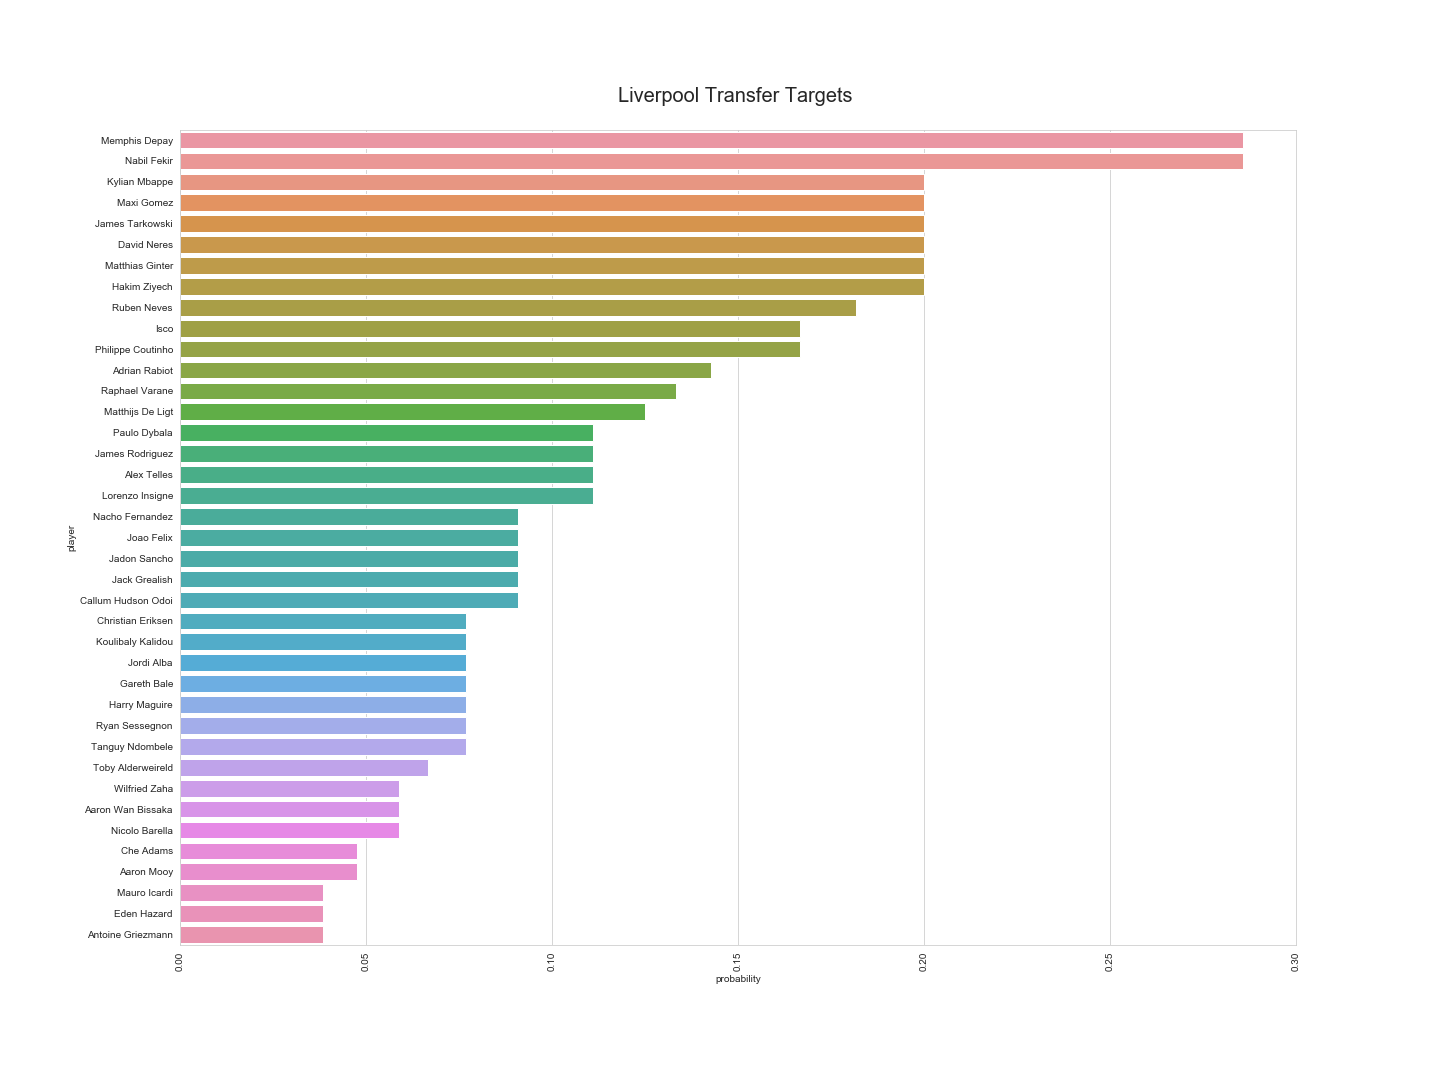 Liverpool Transfer Targets
Memphis Depay
Nabil Fekir
Kylian Mbappe
Maxi Gomez
James Tarkowski
David Neres
Matthias Ginter
Hakim Ziyech
Ruben Neves
Isco
Philippe Coutinho
Adrian Rabiot
Raphael Varane
Matthijs De Ligt
Paulo Dybala
James Rodriguez
Alex Telles
Lorenzo Insigne
Nacho Fernandez
Joao Felix
Jadon Sancho
Jack Grealish
Callum Hudson Odoi
Christian Eriksen
Koulibaly Kalidou
Jordi Alba
Gareth Bale
Harry Maguire
Ryan Sessegnon
Tanguy Ndombele
Toby Alderweireld
Wilfried Zaha
Aaron Wan Bissaka
Nicolo Barella
Che Adams
Aaron Mooy
Mauro Icardi
Eden Hazard
Antoine Griezmann
player
0.00
0.05
0.10
0.15
0.20
0.25
0.30
probability